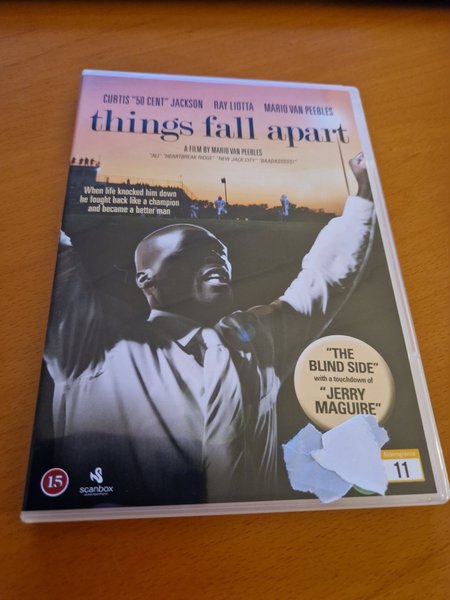 CURTIS "50 CENT" JACKSON RAY LIOTTA MARIO VAN PEEBLES
things fall apart
A FILM BY MARIO VAN PEEBLES
"ALI" "HEARTBREAK RIDGE" "NEW JACK CITY" "BAADASSSSS!"
When life knocked him down
he fought back like a champion
and became a better man
"THE
BLIND SIDE"
with a touchdown of
"JERRY
MAGUIRE"
15
scanbox
Aldersgrense
11